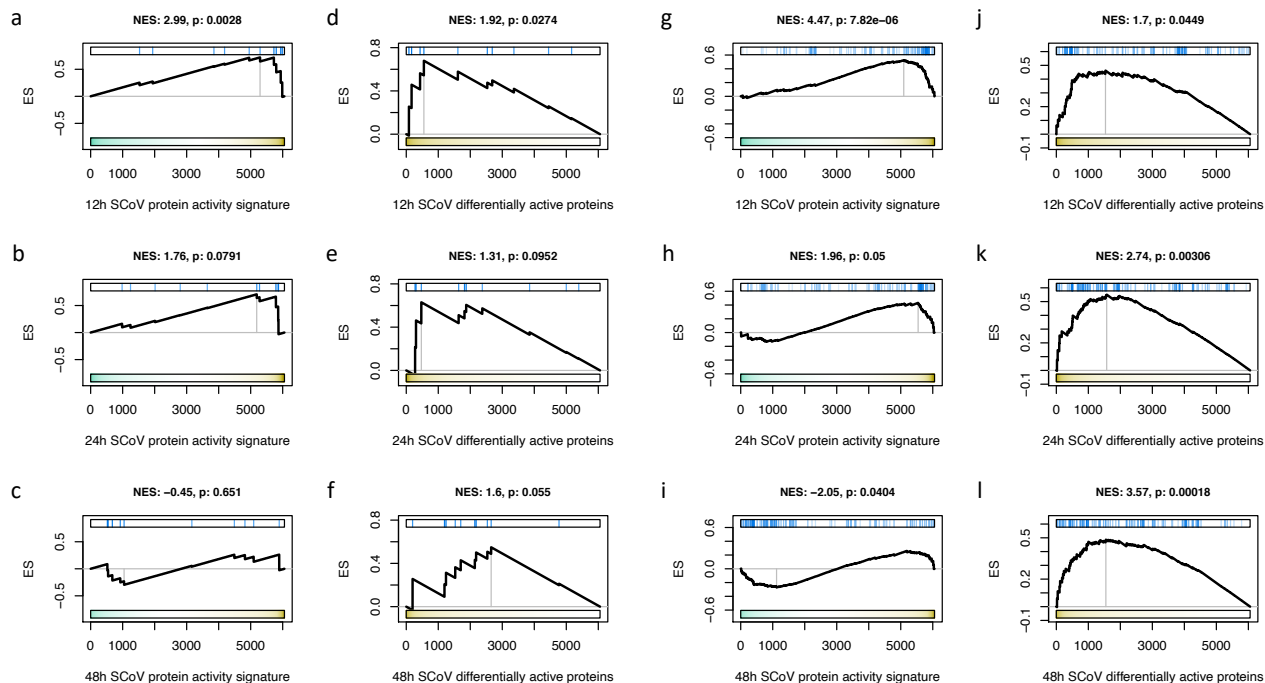 a
NES: 2.99, p: 0.0028
ES
0.5
−0.5
0 1000 3000 5000
12h SCoV protein activity signature
d
NES: 1.92, p: 0.0274
ES
0.8
0.4
0.0
0 1000 3000 5000
12h SCoV differentially active proteins
g
NES: 4.47, p: 7.82e−06
ES
0.6
0.0
−0.6
0 1000 3000 5000
12h SCoV protein activity signature
j
NES: 1.7, p: 0.0449
ES
0.5
0.2
−0.1
0 1000 3000 5000
12h SCoV differentially active proteins
b
NES: 1.76, p: 0.0791
ES
0.5
−0.5
0 1000 3000 5000
24h SCoV protein activity signature
e
NES: 1.31, p: 0.0952
ES
0.8
0.4
0.0
0 1000 3000 5000
24h SCoV differentially active proteins
h
NES: 1.96, p: 0.05
ES
0.6
0.0
−0.6
0 1000 3000 5000
24h SCoV protein activity signature
k
NES: 2.74, p: 0.00306
ES
0.5
0.2
−0.1
0 1000 3000 5000
24h SCoV differentially active proteins
c
NES: −0.45, p: 0.651
ES
0.5
−0.5
0 1000 3000 5000
48h SCoV protein activity signature
f
NES: 1.6, p: 0.055
ES
0.8
0.4
0.0
0 1000 3000 5000
48h SCoV differentially active proteins
i
NES: −2.05, p: 0.0404
ES
0.6
0.0
−0.6
0 1000 3000 5000
48h SCoV protein activity signature
l
NES: 3.57, p: 0.00018
ES
0.5
0.2
−0.1
0 1000 3000 5000
48h SCoV differentially active proteins